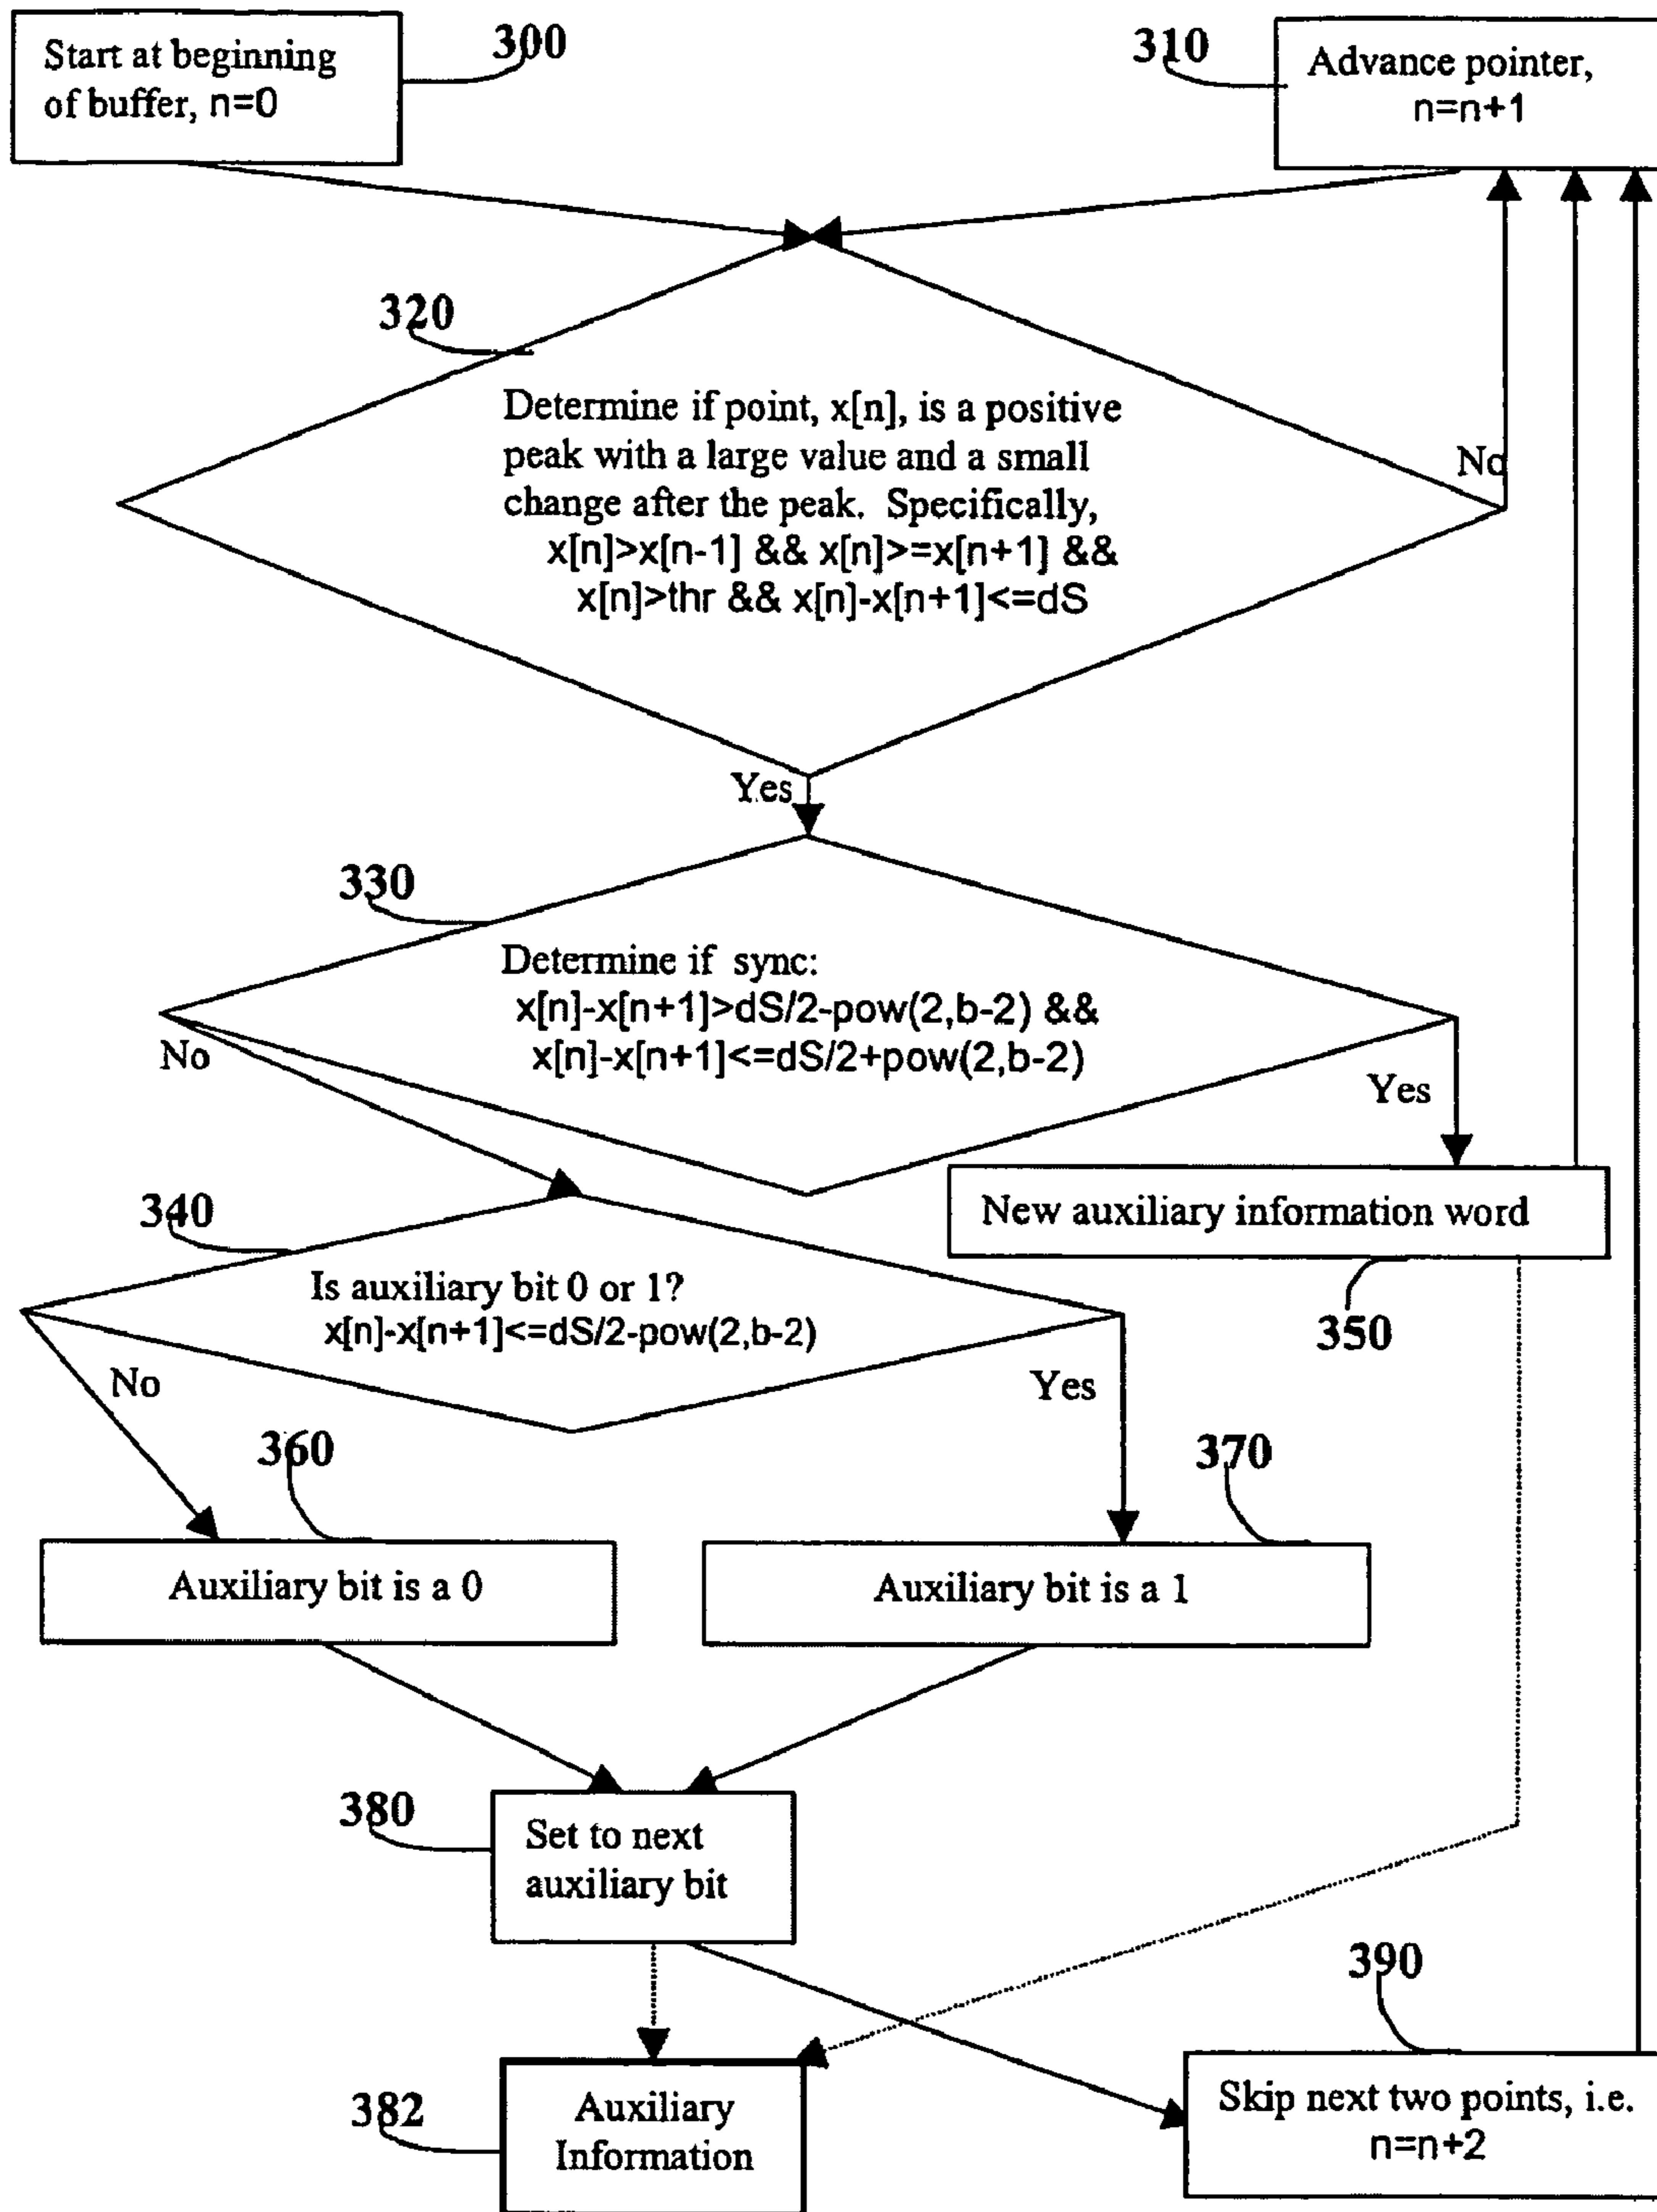 Start at beginning
of buffer, n=0
300
310
Advance pointer,
n=n+1
320
Determine if point, x[n], is a positive
peak with a large value and a small
change after the peak. Specifically,
x[n]>x[n-1] && x[n]>=x[n+1] &&
x[n]>thr && x[n]-x[n+1]<=dS
No
Yes
330
Determine if sync:
x[n]-x[n+1]>dS/2-pow(2,b-2) &&
x[n]-x[n+1]<=dS/2+pow(2,b-2)
No
Yes
340
Is auxiliary bit 0 or 1?
x[n]-x[n+1]<=dS/2-pow(2,b-2)
New auxiliary information word
350
No
Yes
360
370
Auxiliary bit is a 0
Auxiliary bit is a 1
380
Set to next
auxiliary bit
390
Skip next two points, i.e.
n=n+2
382
Auxiliary
Information